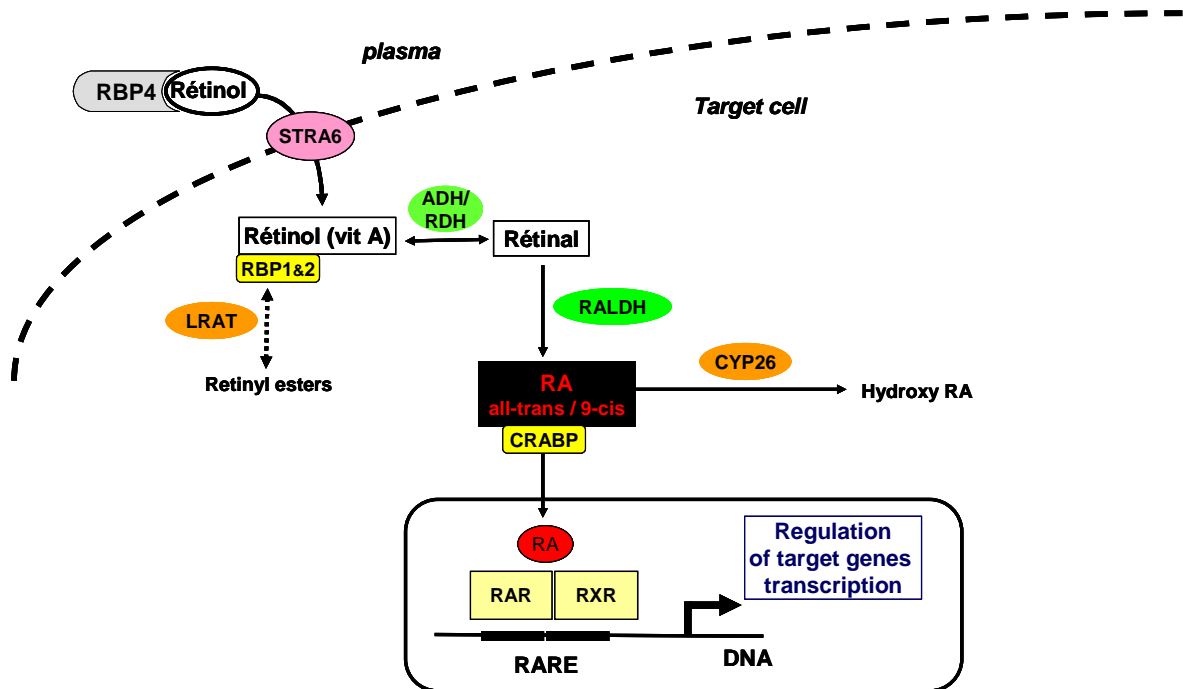 plasma
RBP4
Rétinol
Target cell
STRA6
ADH/
RDH
Rétinol (vit A)
Rétinal
RBP1&2
LRAT
RALDH
Retinyl esters
CYP26
RA
all-trans / 9-cis
Hydroxy RA
CRABP
RA
Regulation
of target genes
transcription
RAR
RXR
RARE
DNA